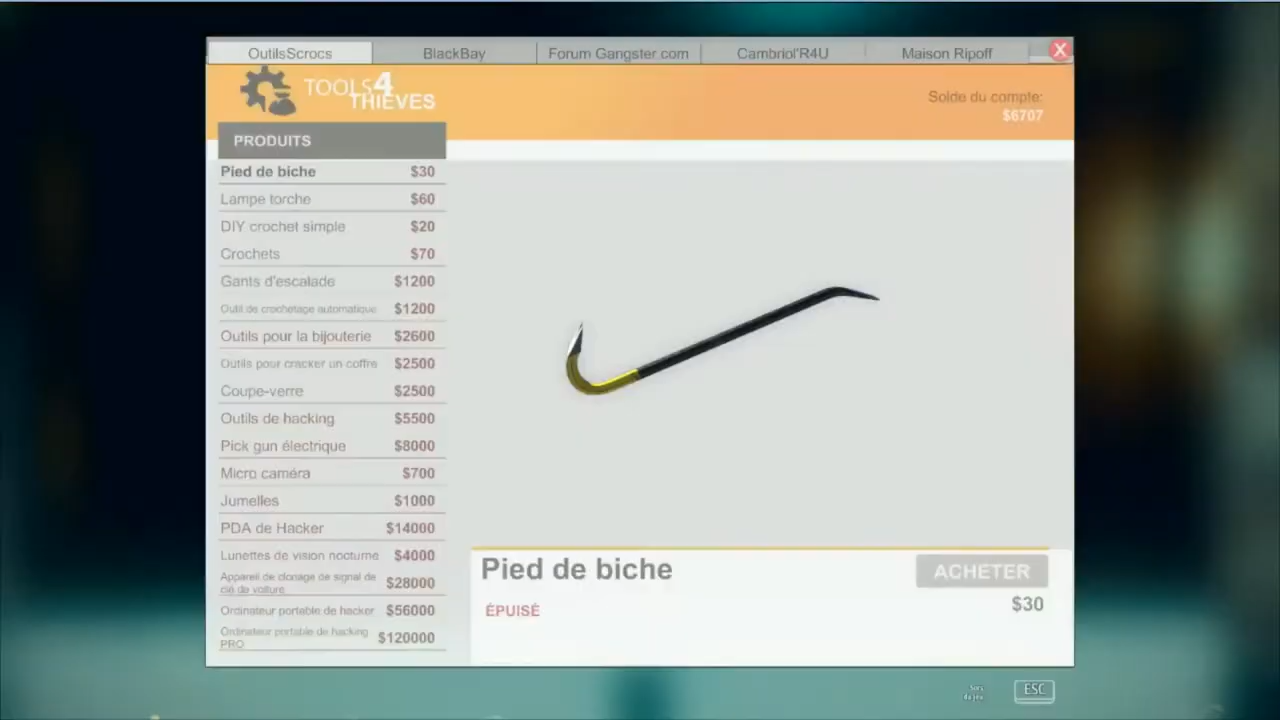 OutilsScrocs
BlackBay
Forum Gangster.com
Cambriol'R4U
Maison Ripoff
X
TOOLS4
THIEVES
Solde du compte:
$6707
PRODUITS
Pied de biche $30
Lampe torche $60
DIY crochet simple $20
Crochets $70
Gants d'escalade $1200
Outil de crochetage automatique $1200
Outils pour la bijouterie $2600
Outils pour cracker un coffre $2500
Coupe-verre $2500
Outils de hacking $5500
Pick gun électrique $8000
Micro caméra $700
Jumelles $1000
PDA de Hacker $14000
Lunettes de vision nocturne $4000
Appareil de clonage de signal de
clé de voiture $28000
Ordinateur portable de hacker $56000
Ordinateur portable de hacking
PRO $120000
Pied de biche
ACHETER
ÉPUISÉ
$30
Sors
du jeu
ESC